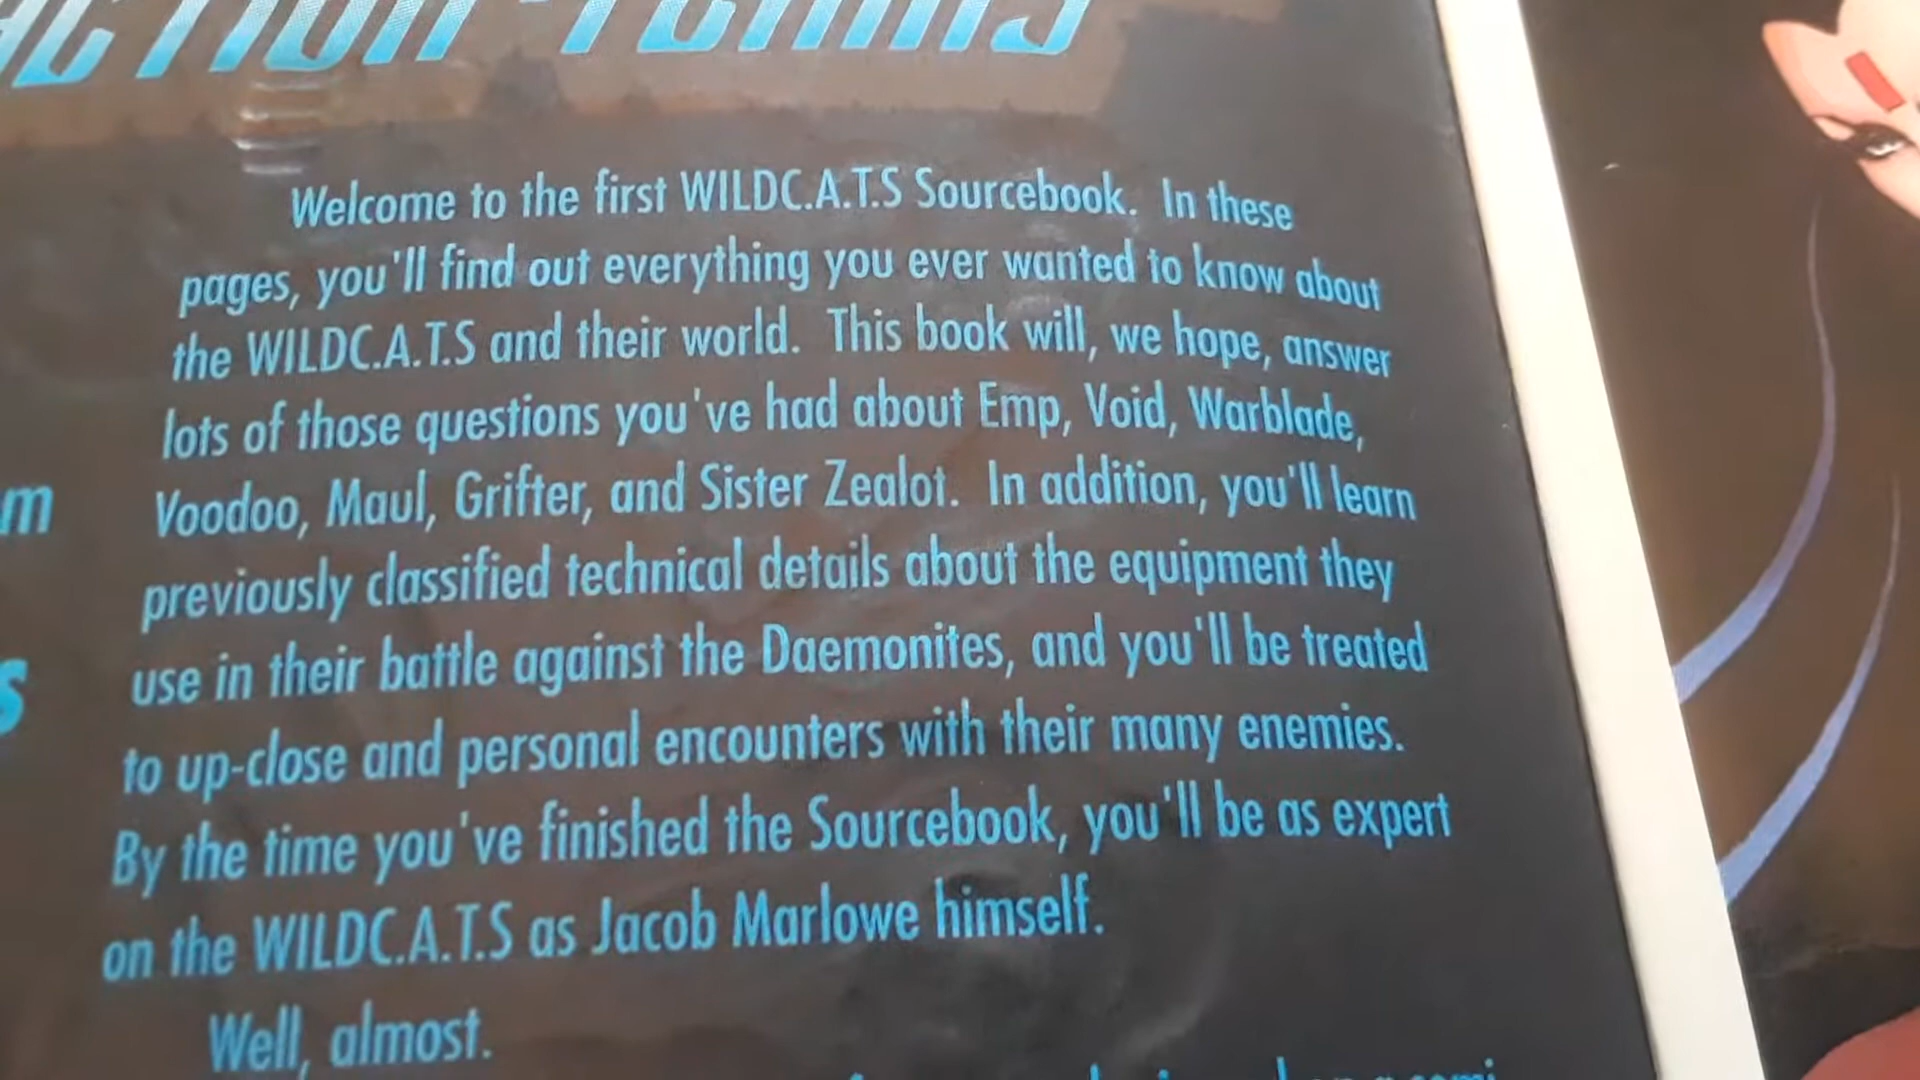 ACTION-TEAMS
Welcome to the first WILDC.A.T.S Sourcebook. In these
pages, you'll find out everything you ever wanted to know about
the WILDC.A.T.S and their world. This book will, we hope, answer
lots of those questions you've had about Emp, Void, Warblade,
Voodoo, Maul, Grifter, and Sister Zealot. In addition, you'll learn
previously classified technical details about the equipment they
use in their battle against the Daemonites, and you'll be treated
to up-close and personal encounters with their many enemies.
By the time you've finished the Sourcebook, you'll be as expert
on the WILDC.A.T.S as Jacob Marlowe himself.
Well, almost.
m
s